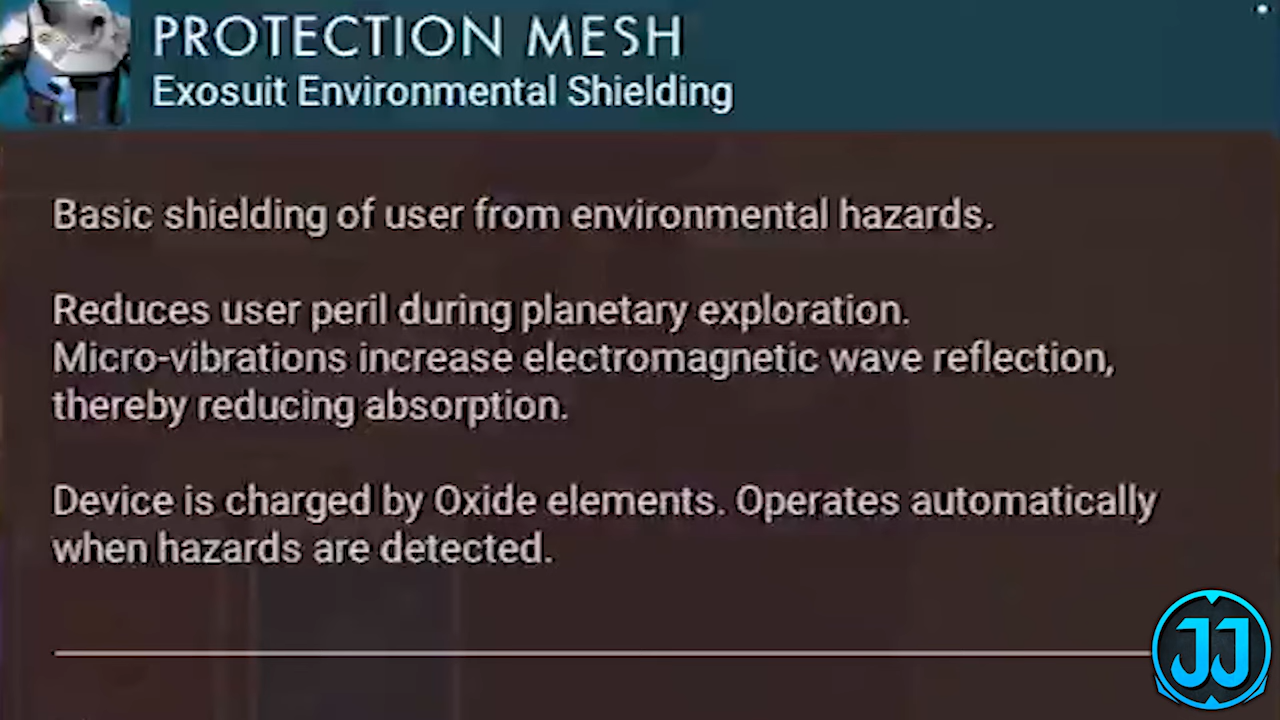 PROTECTION MESH
Exosuit Environmental Shielding
Basic shielding of user from environmental hazards.
Reduces user peril during planetary exploration.
Micro-vibrations increase electromagnetic wave reflection,
thereby reducing absorption.
Device is charged by Oxide elements. Operates automatically
when hazards are detected.
JJ